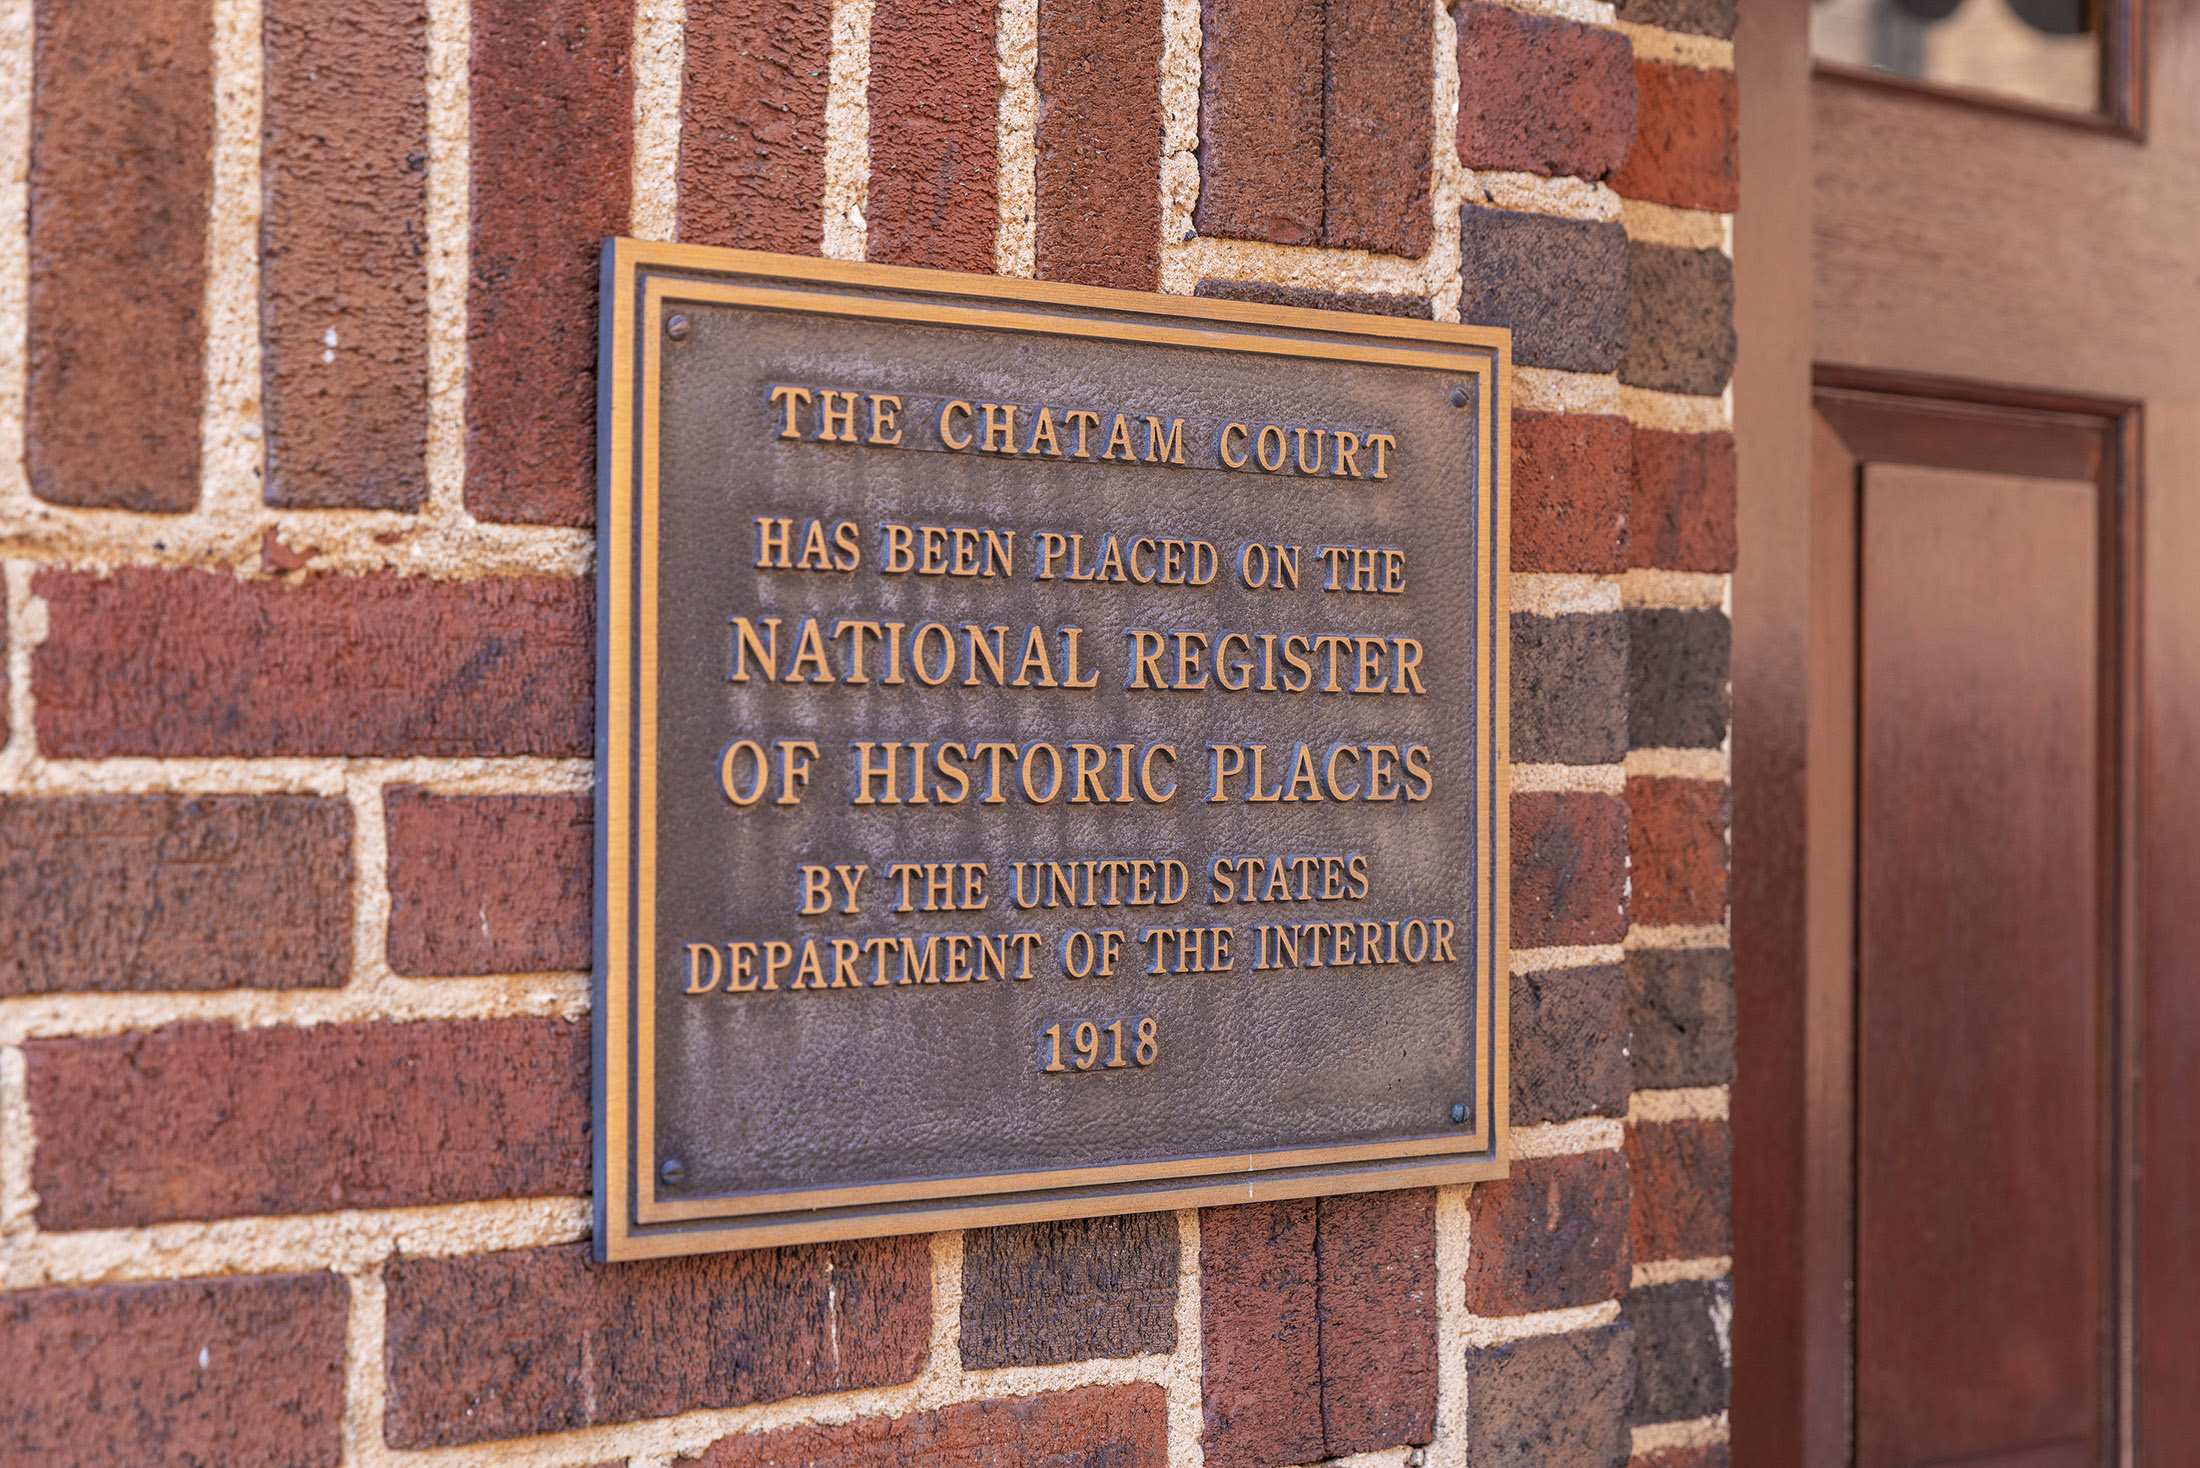 THE CHATAM COURT
HAS BEEN PLACED ON THE
NATIONAL REGISTER
OF HISTORIC PLACES
BY THE UNITED STATES
DEPARTMENT OF THE INTERIOR
1918